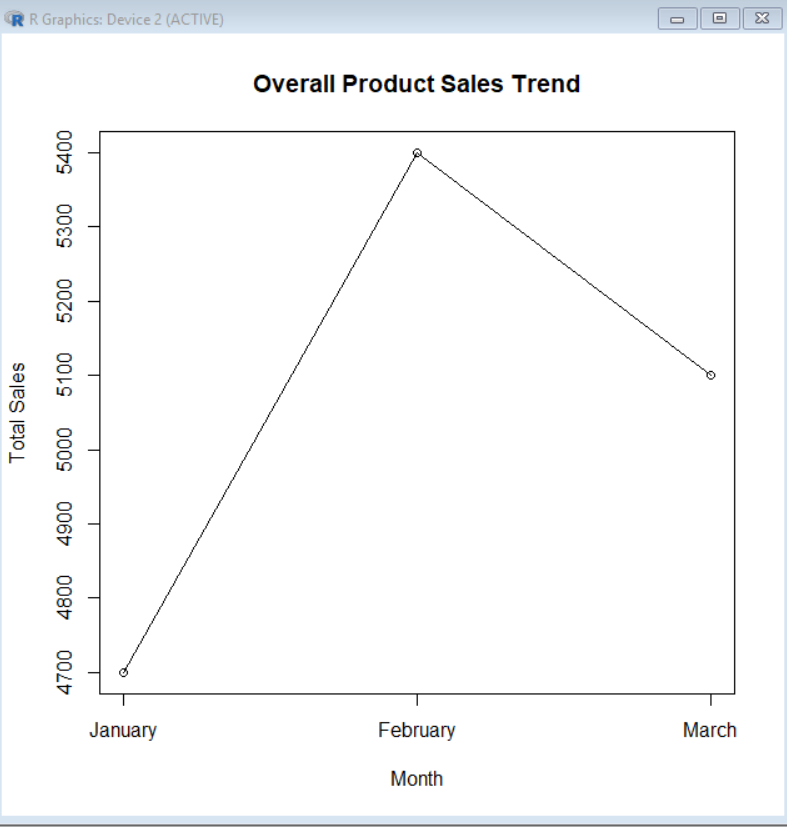 R Graphics: Device 2 (ACTIVE)
Overall Product Sales Trend
Total Sales
5400
5300
5200
5100
5000
4900
4800
4700
January February March
Month